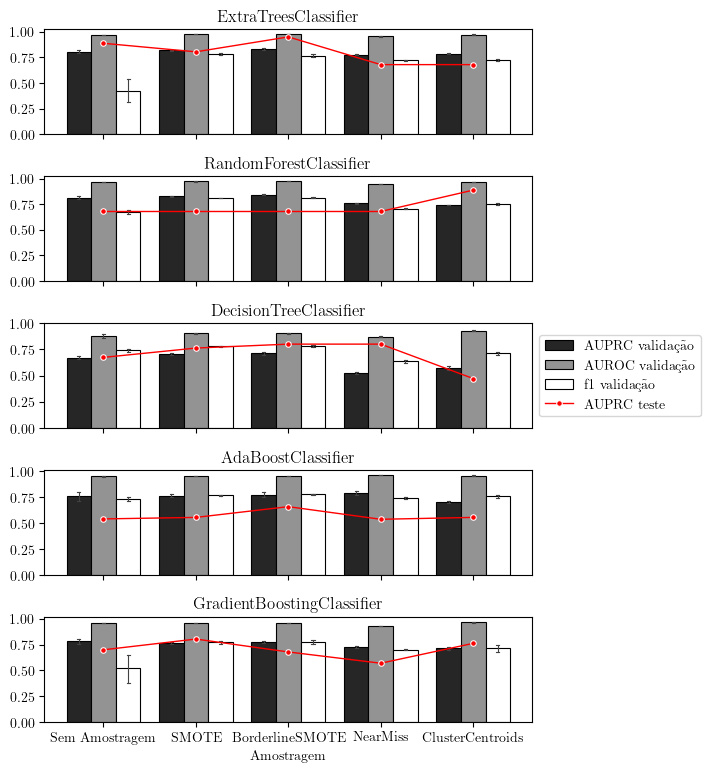 ExtraTreesClassifier
1.00
0.75
0.50
0.25
0.00
RandomForestClassifier
1.00
0.75
0.50
0.25
0.00
DecisionTreeClassifier
1.00
0.75
0.50
0.25
0.00
AUPRC validação
AUROC validação
f1 validação
AUPRC teste
AdaBoostClassifier
1.00
0.75
0.50
0.25
0.00
GradientBoostingClassifier
1.00
0.75
0.50
0.25
0.00
Sem Amostragem SMOTE BorderlineSMOTE NearMiss ClusterCentroids
Amostragem